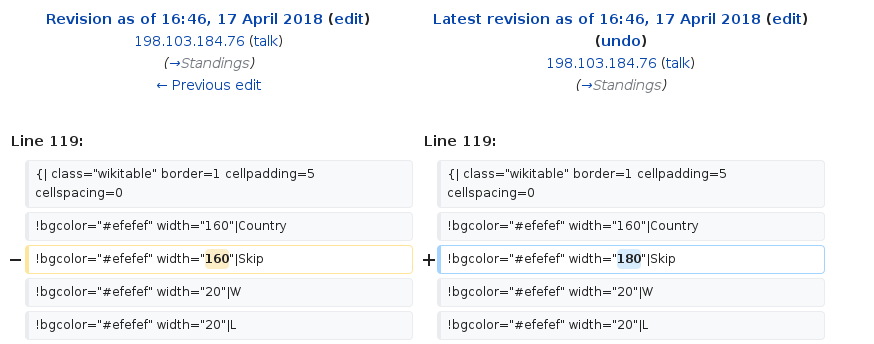 Revision as of 16:46, 17 April 2018 (edit)
198.103.184.76 (talk)
(→Standings)
← Previous edit
Latest revision as of 16:46, 17 April 2018 (edit)
(undo)
198.103.184.76 (talk)
(→Standings)
Line 119:
Line 119:
{| class="wikitable" border=1 cellpadding=5
cellspacing=0
{| class="wikitable" border=1 cellpadding=5
cellspacing=0
!bgcolor="#efefef" width="160"|Country
!bgcolor="#efefef" width="160"|Country
− !bgcolor="#efefef" width="160"|Skip
+ !bgcolor="#efefef" width="180"|Skip
!bgcolor="#efefef" width="20"|W
!bgcolor="#efefef" width="20"|W
!bgcolor="#efefef" width="20"|L
!bgcolor="#efefef" width="20"|L